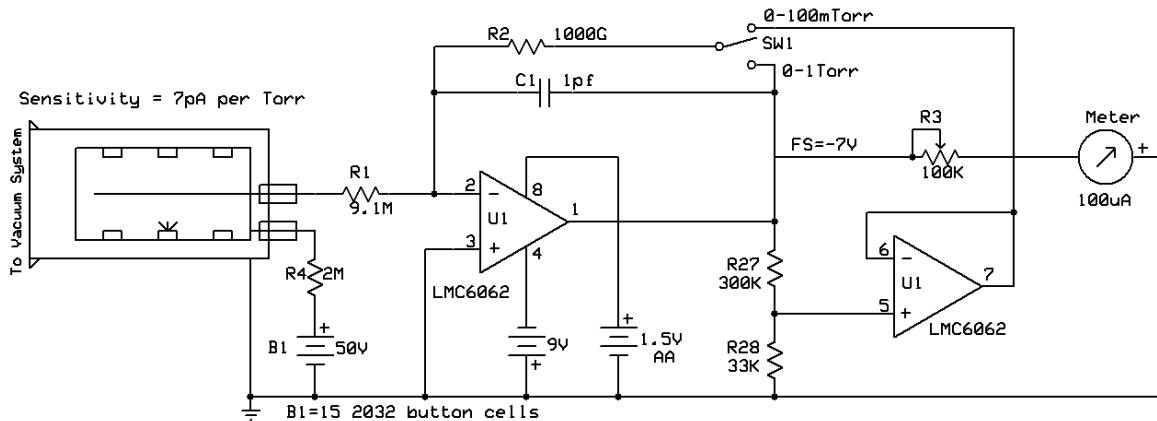 0-100mTorr
R2 1000G
SW1
0-1Torr
C1 1pf
Sensitivity = 7pA per Torr
To Vacuum System
R1
9.1M
2 -
3 +
8
U1
1
4
LMC6062
FS=-7V
R3
100K
Meter
+
100uA
R4 2M
R27
300K
6 -
5 +
U1
7
LMC6062
B1 + 50V
9V
+
+
1.5V
AA
R28
33K
B1=15 2032 button cells